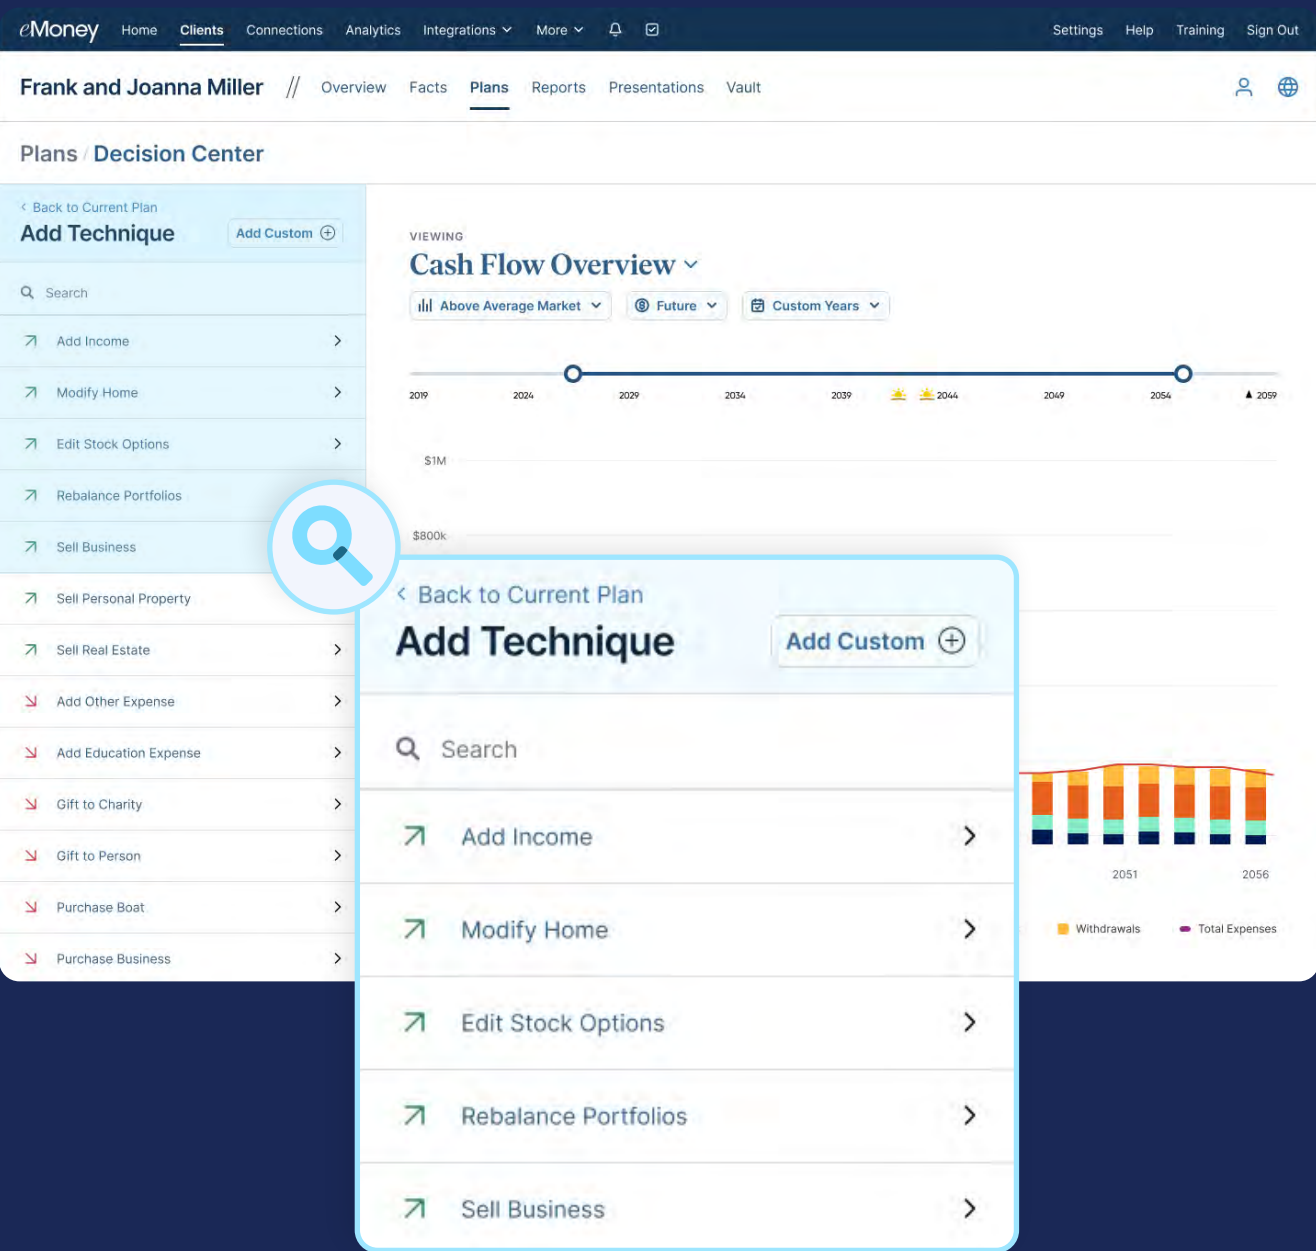 eMoney Home Clients Connections Analytics Integrations More Settings Help Training Sign Out
Frank and Joanna Miller // Overview Facts Plans Reports Presentations Vault
Plans / Decision Center
Back to Current Plan
Add Technique Add Custom
Search
Add Income
Modify Home
Edit Stock Options
Rebalance Portfolios
Sell Business
Sell Personal Property
Sell Real Estate
Add Other Expense
Add Education Expense
Gift to Charity
Gift to Person
Purchase Boat
Purchase Business
VIEWING
Cash Flow Overview
Above Average Market Future Custom Years
2019 2024 2029 2034 2039 2044 2049 2054 2059
$1M
$800k
Back to Current Plan
Add Technique Add Custom
Search
Add Income
Modify Home
Edit Stock Options
Rebalance Portfolios
Sell Business
2051 2056
Withdrawals Total Expenses